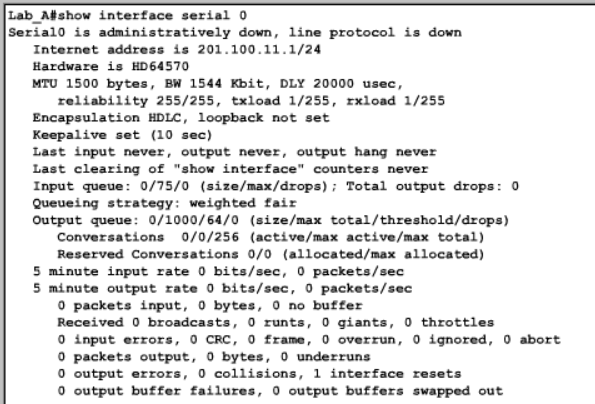 Lab_A#show interface serial 0
Serial0 is administratively down, line protocol is down
Internet address is 201.100.11.1/24
Hardware is HD64570
MTU 1500 bytes, BW 1544 Kbit, DLY 20000 usec,
reliability 255/255, txload 1/255, rxload 1/255
Encapsulation HDLC, loopback not set
Keepalive set (10 sec)
Last input never, output never, output hang never
Last clearing of "show interface" counters never
Input queue: 0/75/0 (size/max/drops); Total output drops: 0
Queueing strategy: weighted fair
Output queue: 0/1000/64/0 (size/max total/threshold/drops)
Conversations 0/0/256 (active/max active/max total)
Reserved Conversations 0/0 (allocated/max allocated)
5 minute input rate 0 bits/sec, 0 packets/sec
5 minute output rate 0 bits/sec, 0 packets/sec
0 packets input, 0 bytes, 0 no buffer
Received 0 broadcasts, 0 runts, 0 giants, 0 throttles
0 input errors, 0 CRC, 0 frame, 0 overrun, 0 ignored, 0 abort
0 packets output, 0 bytes, 0 underruns
0 output errors, 0 collisions, 1 interface resets
0 output buffer failures, 0 output buffers swapped out